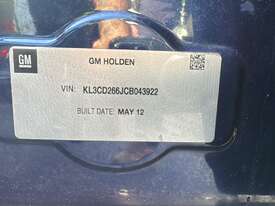 GM
GM HOLDEN
VIN: KL3CD266JCB043922
BUILT DATE: MAY 12